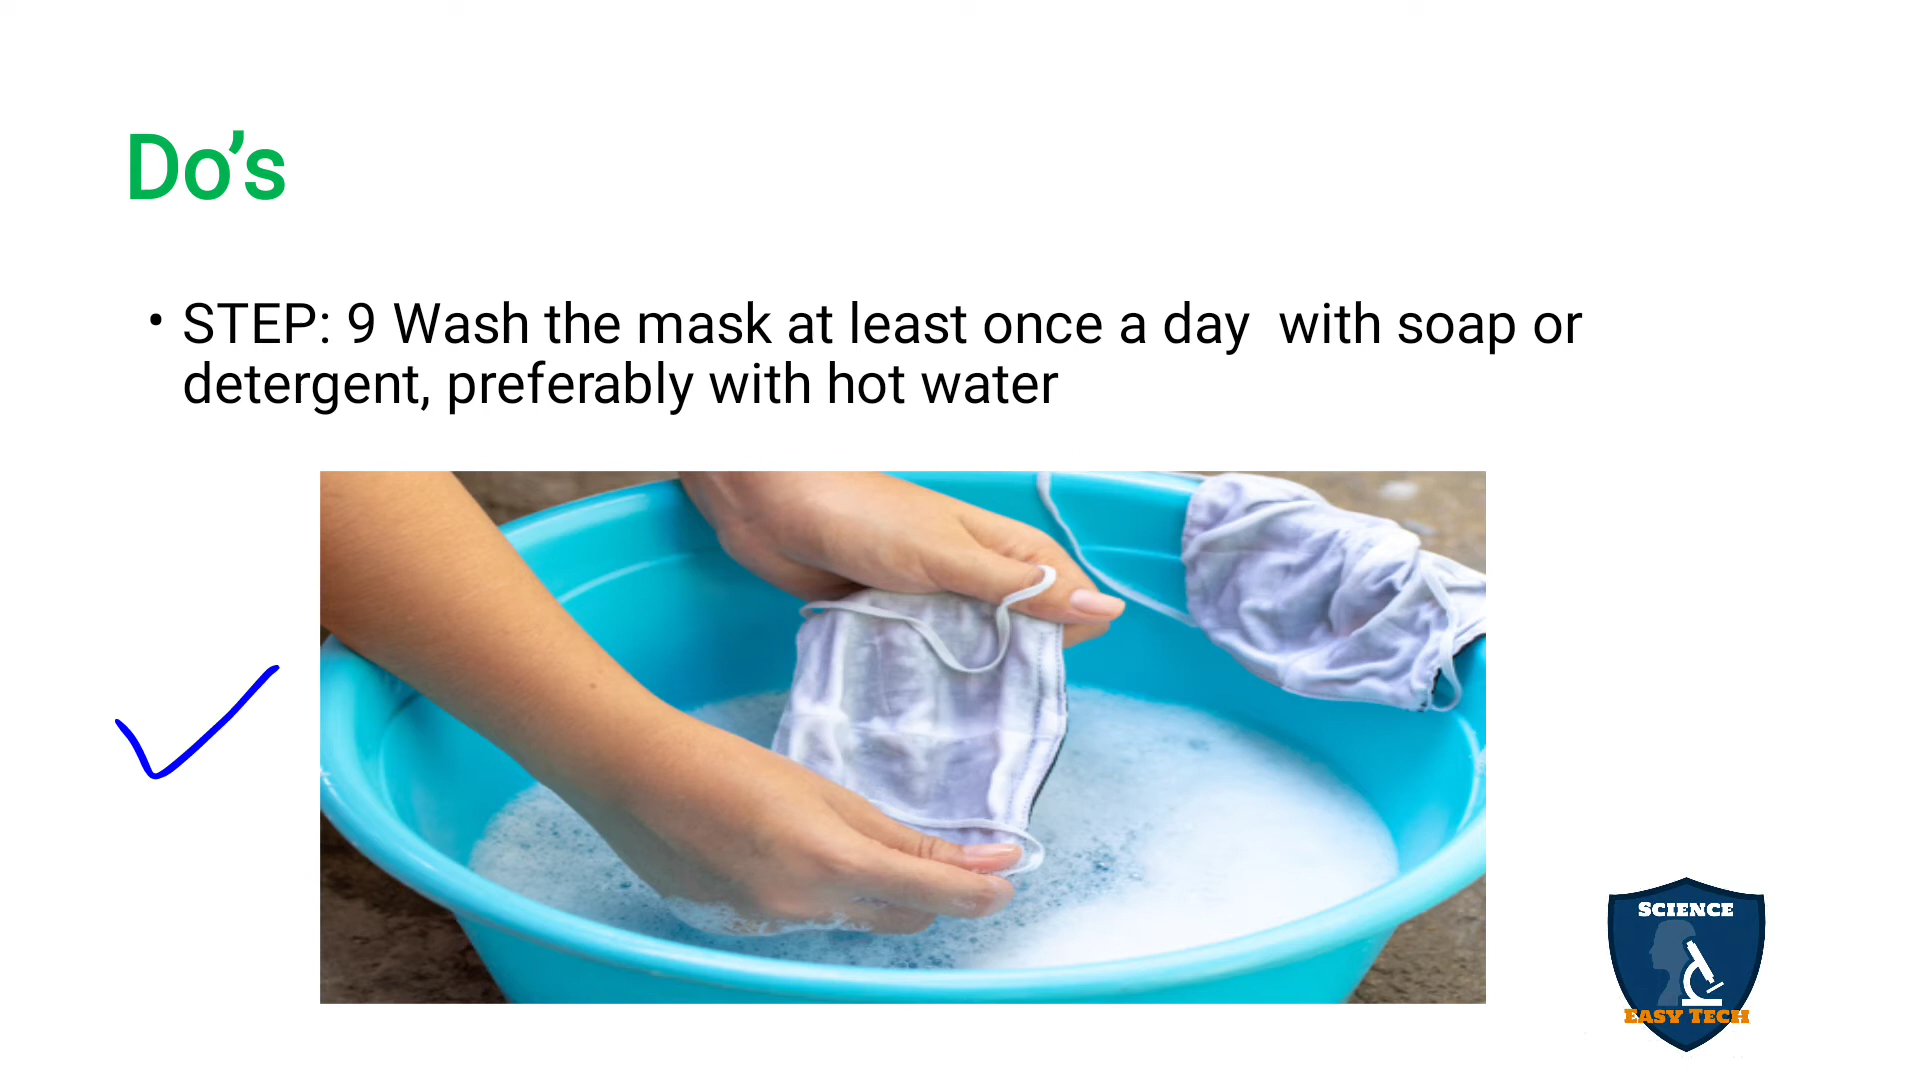 Do’s
• STEP: 9 Wash the mask at least once a day  with soap or
detergent, preferably with hot water
SCIENCE
EASY TECH